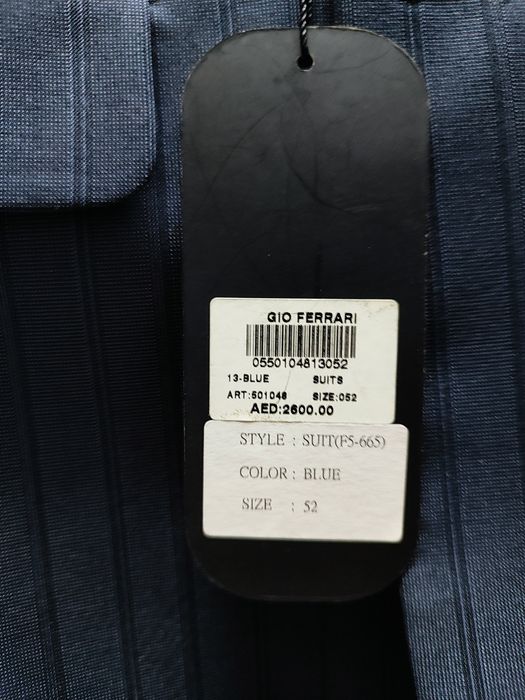 GIO FERRARI
0550104813052
13-BLUE SUITS
ART:501048 SIZE:052
AED:2600.00
STYLE : SUIT(F5-665)
COLOR : BLUE
SIZE : 52